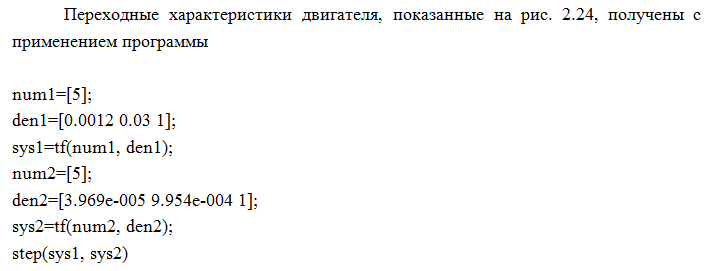 Переходные характеристики двигателя, показанные на рис. 2.24, получены с
применением программы
num1=[5];
den1=[0.0012 0.03 1];
sys1=tf(num1, den1);
num2=[5];
den2=[3.969e-005 9.954e-004 1];
sys2=tf(num2, den2);
step(sys1, sys2)